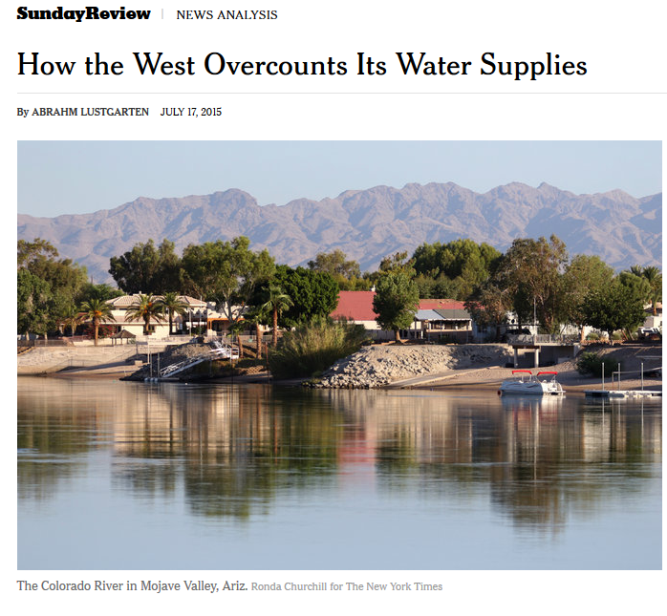 SundayReview | NEWS ANALYSIS
How the West Overcounts Its Water Supplies
By ABRAHM LUSTGARTEN JULY 17, 2015
The Colorado River in Mojave Valley, Ariz. Ronda Churchill for The New York Times